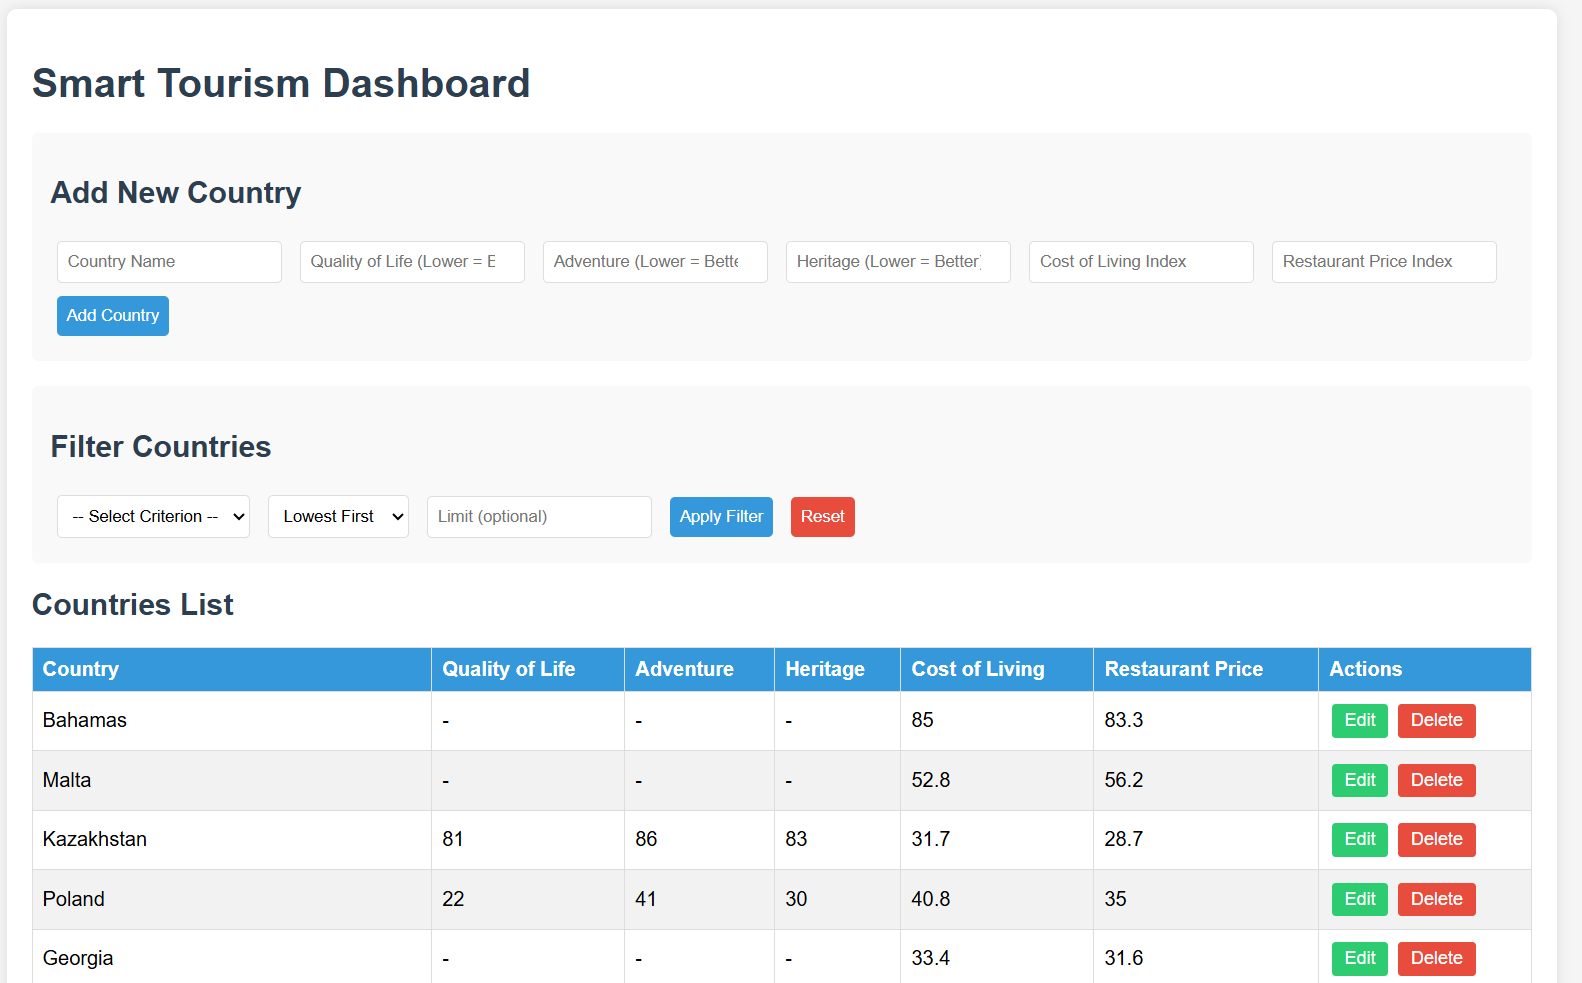 Smart Tourism Dashboard
Add New Country
Country Name Quality of Life (Lower = Adventure (Lower = Heritage (Lower = Better) Cost of Living Index Restaurant Price Index
Add Country
Filter Countries
-- Select Criterion -- Lowest First Limit (optional) Apply Filter Reset
Countries List
Country Quality of Life Adventure Heritage Cost of Living Restaurant Price Actions
Bahamas - - - 85 83.3 Edit Delete
Malta - - - 52.8 56.2 Edit Delete
Kazakhstan 81 86 83 31.7 28.7 Edit Delete
Poland 22 41 30 40.8 35 Edit Delete
Georgia - - - 33.4 31.6 Edit Delete